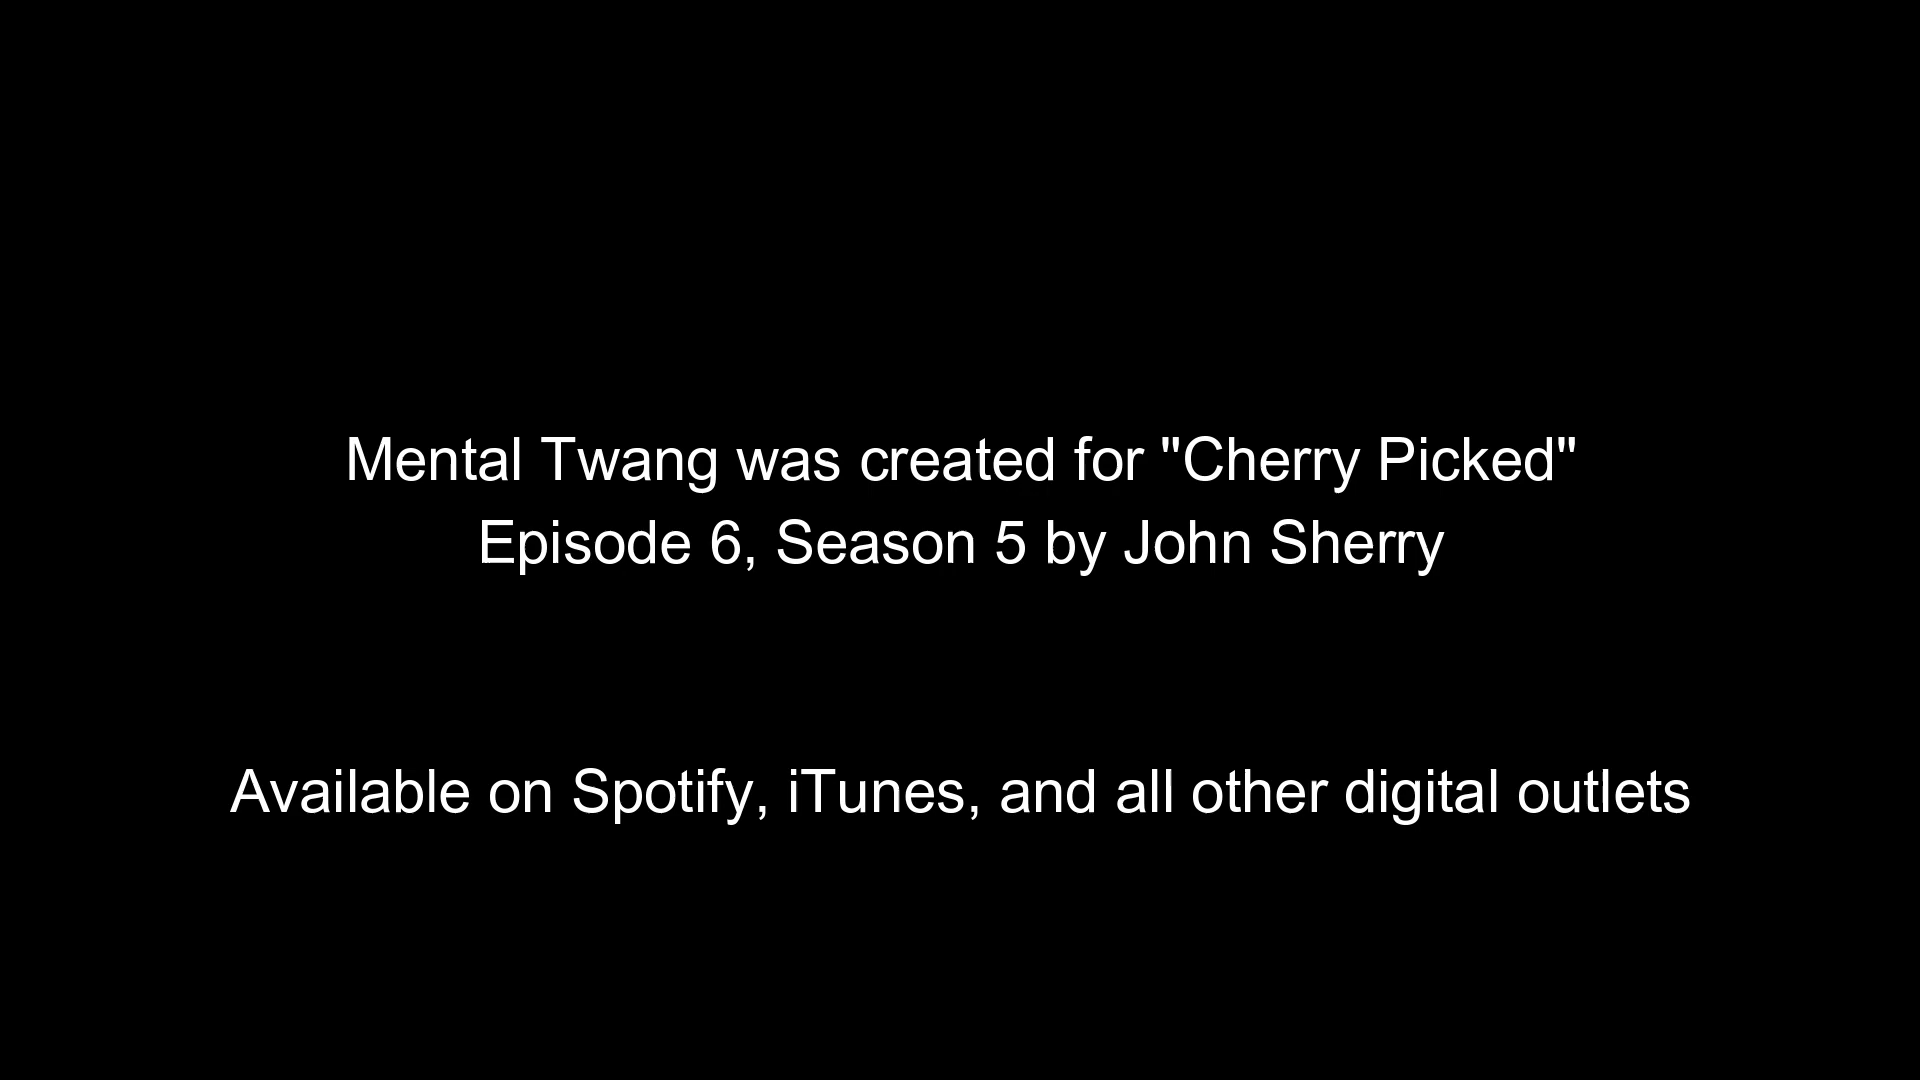 Mental Twang was created for "Cherry Picked"
Episode 6, Season 5 by John Sherry
Available on Spotify, iTunes, and all other digital outlets